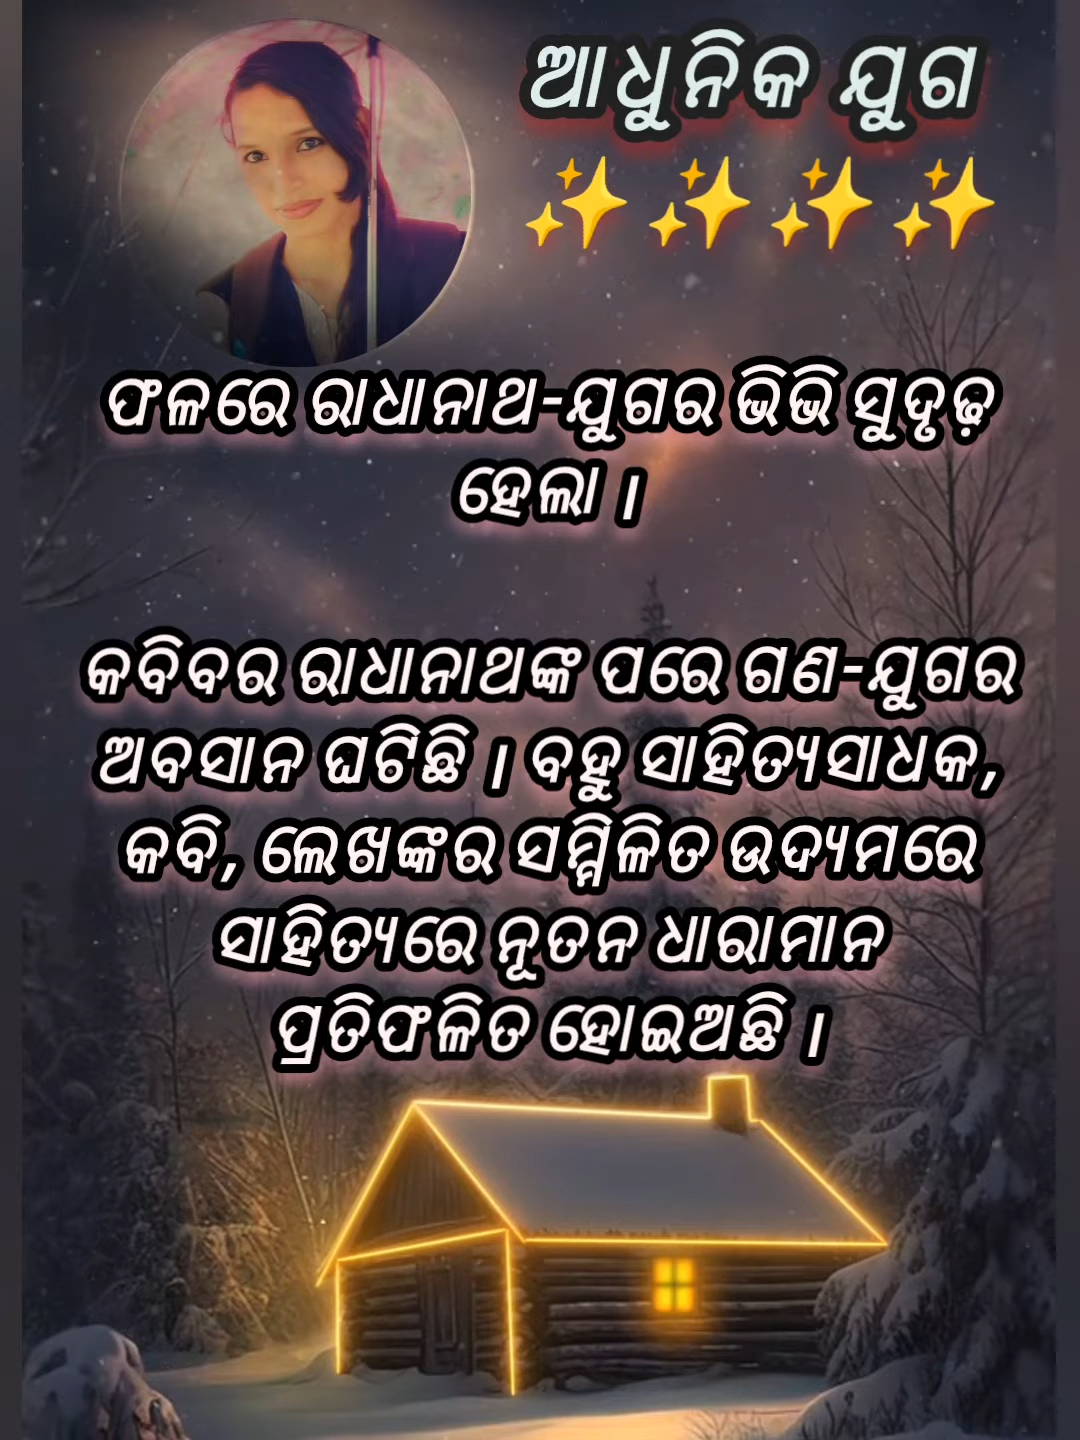 ଆଧୁନିକ ଯୁଗ
✨✨✨✨
ଫଳରେ ରାଧାନାଥ-ଯୁଗର ଭିଭି ସୁଦୃଢ଼
ହେଲା ।
କବିବର ରାଧାନାଥଙ୍କ ପରେ ଗଣ-ଯୁଗର
ଅବସାନ ଘଟିଛି । ବହୁ ସାହିତ୍ୟସାଧକ,
କବି, ଲେଖଙ୍କର ସମ୍ମିଳିତ ଉଦ୍ୟମରେ
ସାହିତ୍ୟରେ ନୂତନ ଧାରାମାନ
ପ୍ରତିଫଳିତ ହୋଇଅଛି ।